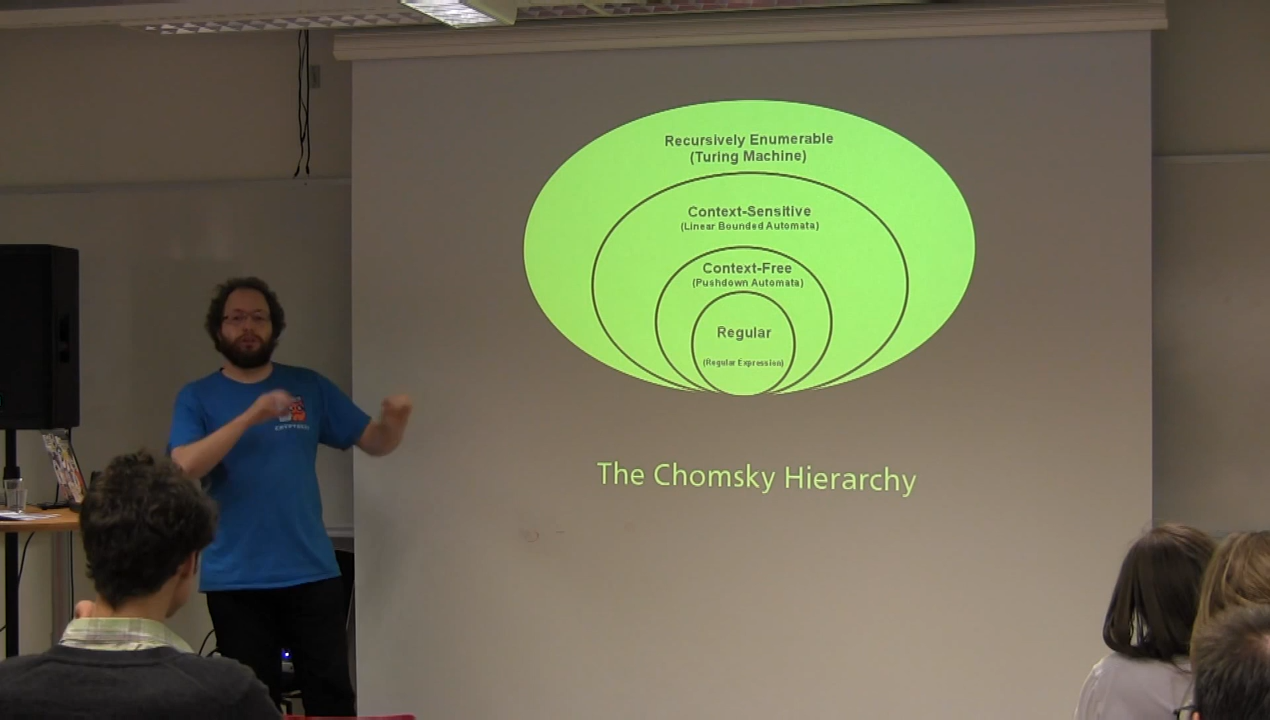 Recursively Enumerable
(Turing Machine)
Context-Sensitive
(Linear Bounded Automata)
Context-Free
(Pushdown Automata)
Regular
(Regular Expression)
The Chomsky Hierarchy